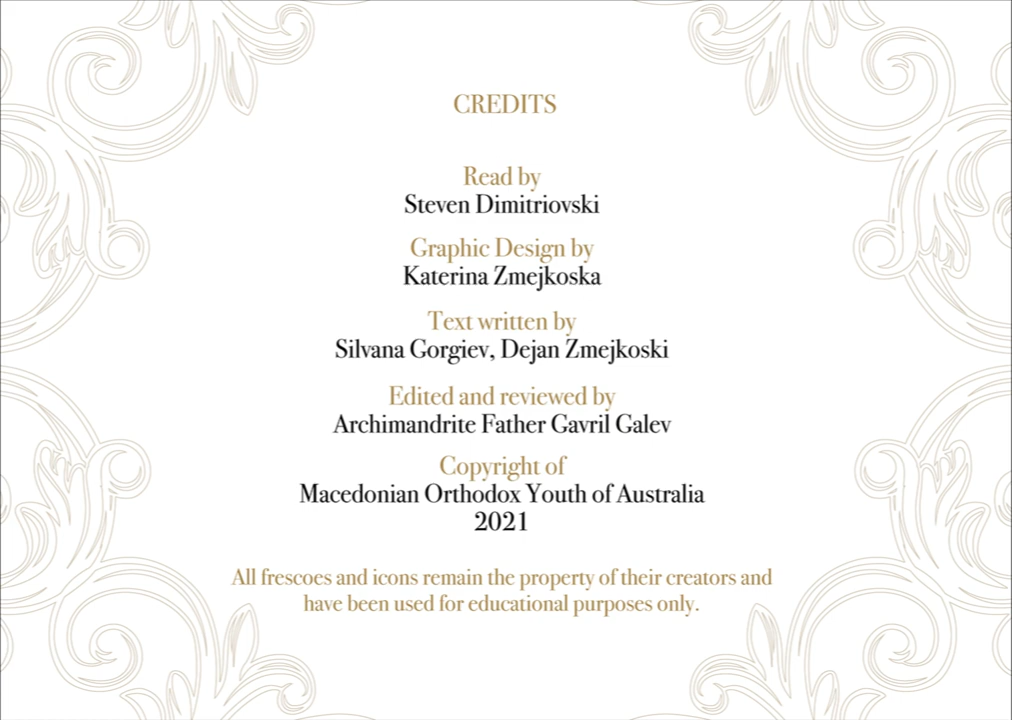 CREDITS
Read by
Steven Dimitriovski
Graphic Design by
Katerina Zmejkoska
Text written by
Silvana Gorgiev, Dejan Zmejkoski
Edited and reviewed by
Archimandrite Father Gavril Galev
Copyright of
Macedonian Orthodox Youth of Australia
2021
All frescoes and icons remain the property of their creators and
have been used for educational purposes only.